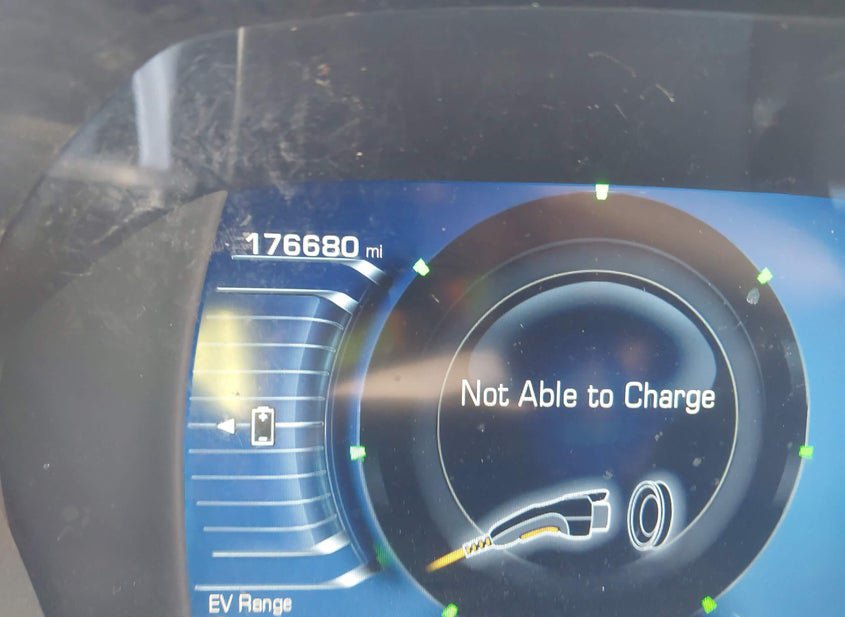 176680 mi
Not Able to Charge
EV Range